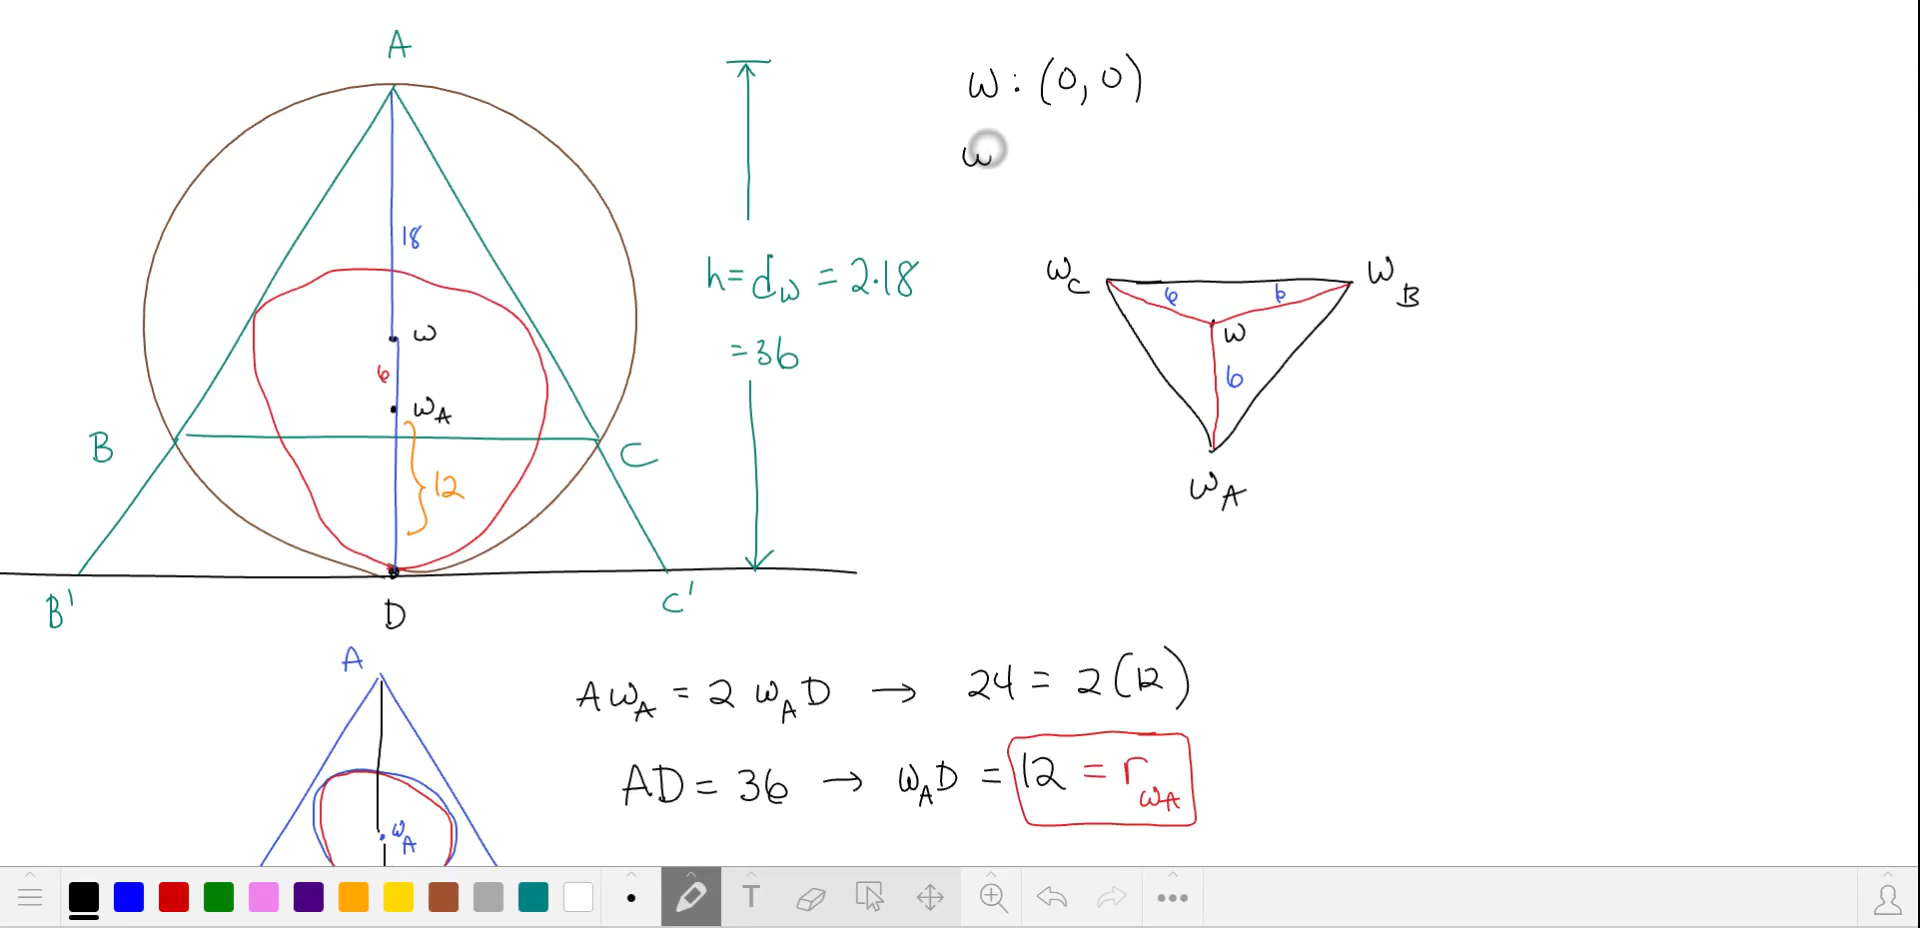 A
18
ω
6
ω_A
B
C
12
B'
D
C'
h = d_ω = 2·18
= 36
ω : (0, 0)
ω
ω_C
6
6
ω_B
ω
6
ω_A
A
ω_A
Aω_A = 2 ω_A D → 24 = 2(12)
AD = 36 → ω_A D = 12 = r_ω_A
T